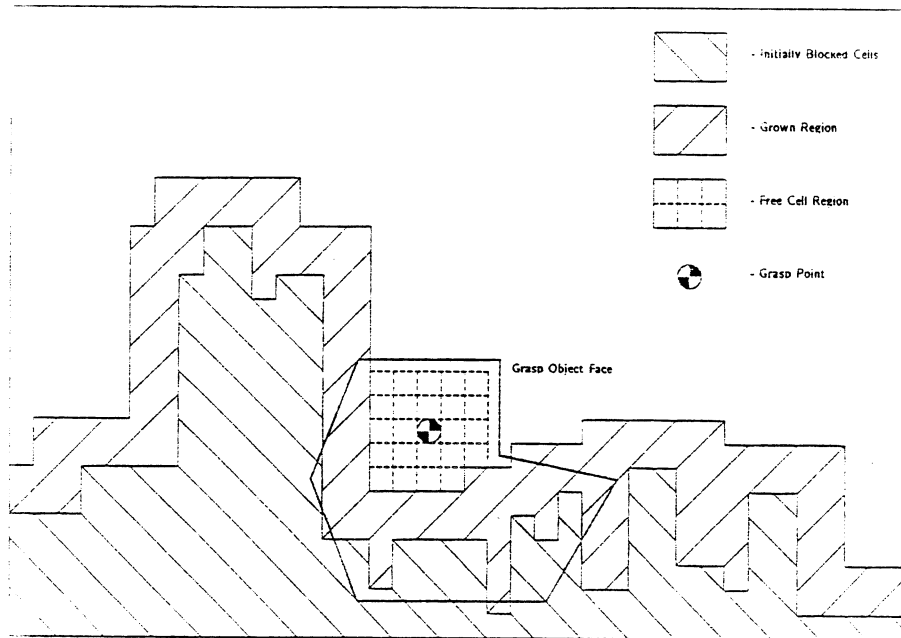 - Initially Blocked Cells
- Grown Region
- Free Cell Region
- Grasp Point
Grasp Object Face